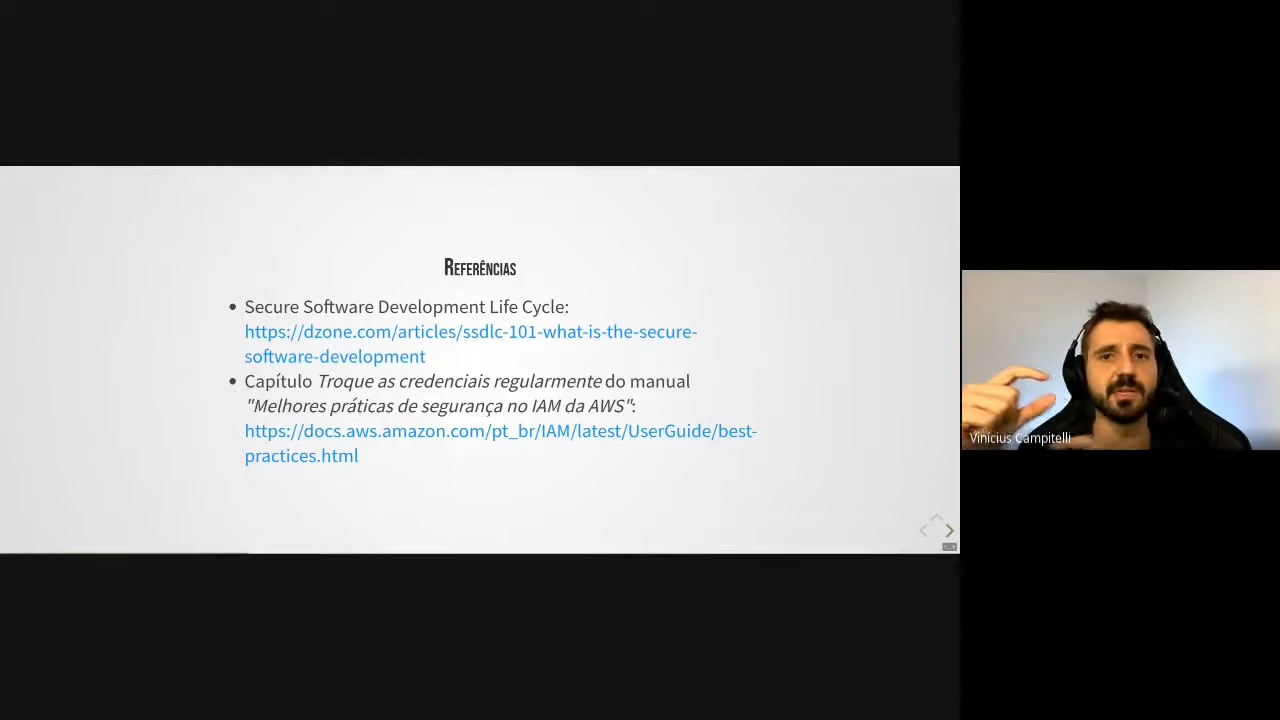 Referências
• Secure Software Development Life Cycle:
https://dzone.com/articles/ssdlc-101-what-is-the-secure-
software-development
• Capítulo Troque as credenciais regularmente do manual
"Melhores práticas de segurança no IAM da AWS":
https://docs.aws.amazon.com/pt_br/IAM/latest/UserGuide/best-
practices.html
Vinícius Campitelli